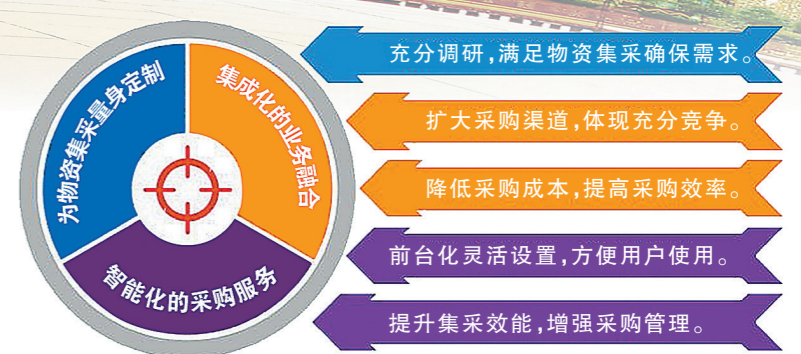 为物资集采量身定制
集成化的业务融合
智能化的采购服务
充分调研,满足物资集采确保需求。
扩大采购渠道,体现充分竞争。
降低采购成本,提高采购效率。
前台化灵活设置,方便用户使用。
提升集采效能,增强采购管理。